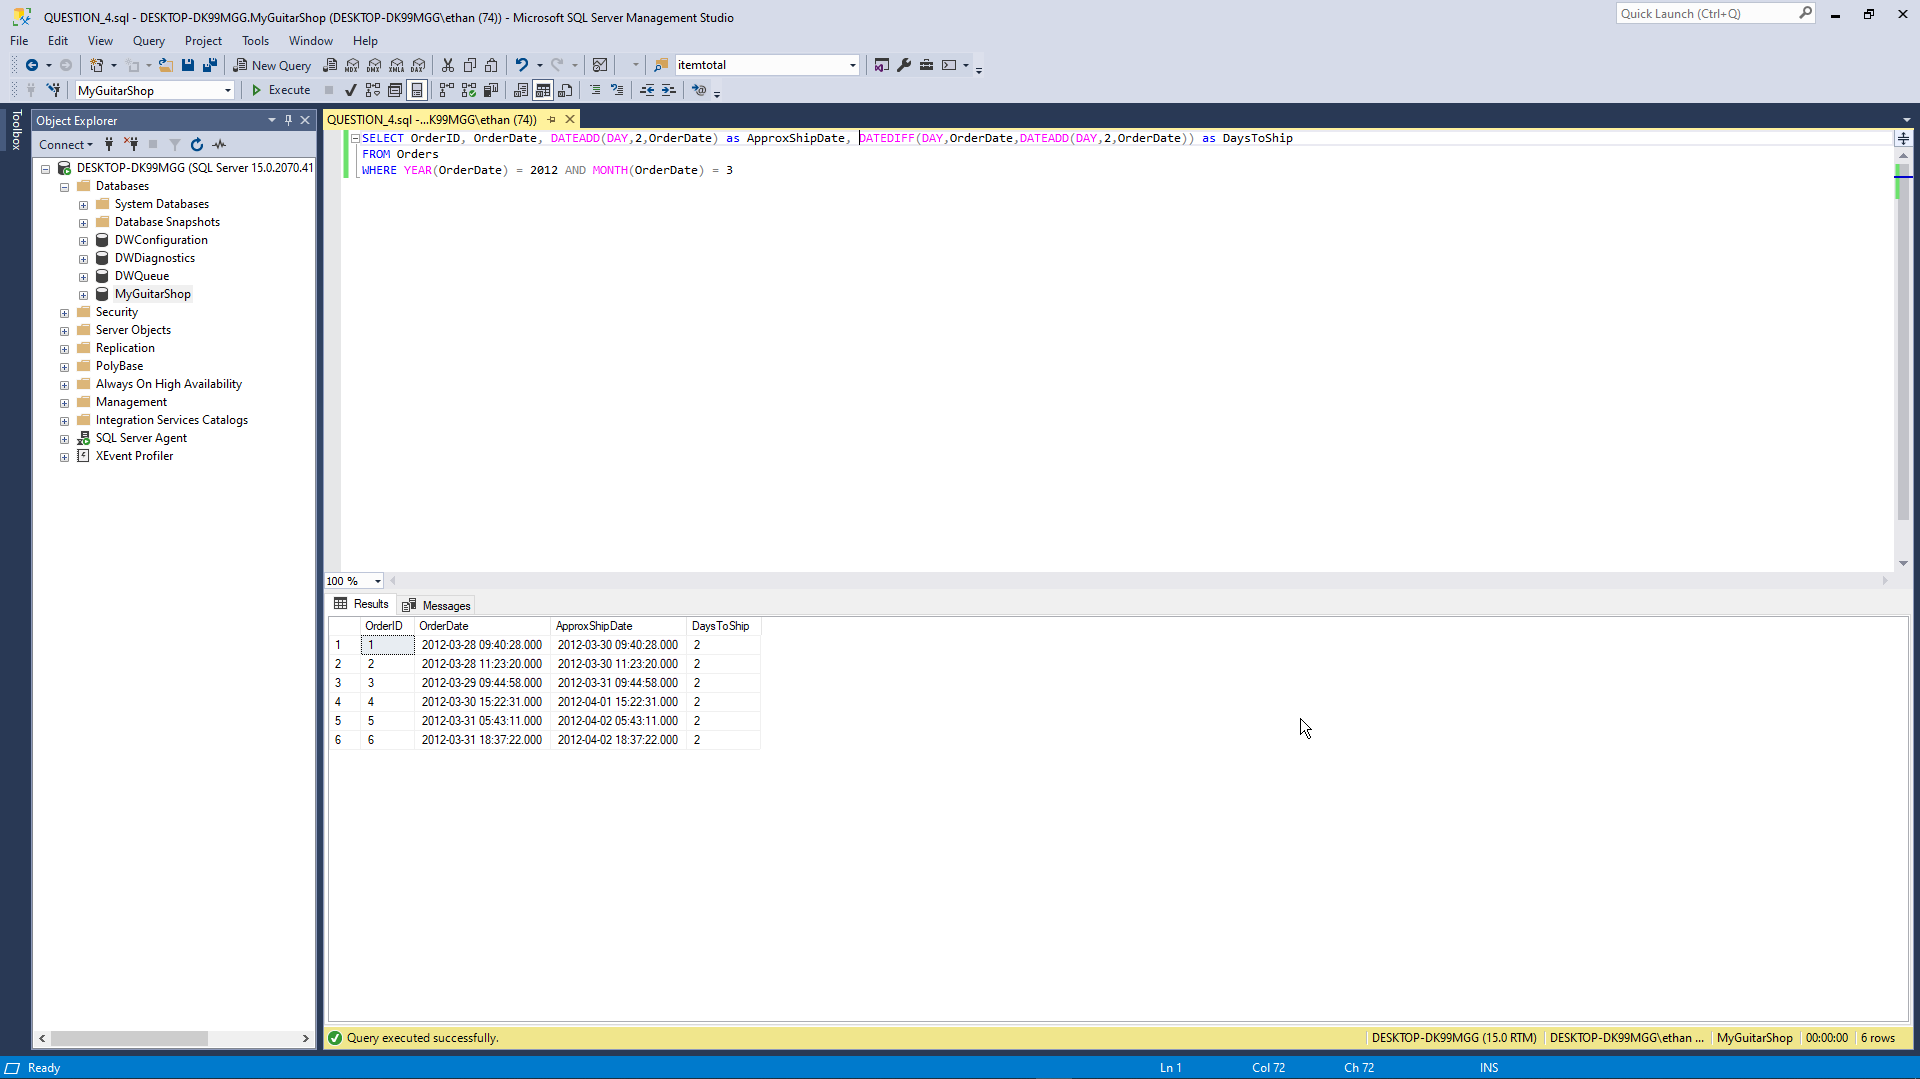 QUESTION_4.sql - DESKTOP-DK99MGG.MyGuitarShop (DESKTOP-DK99MGG\ethan (74)) - Microsoft SQL Server Management Studio
Quick Launch (Ctrl+Q)
File Edit View Query Project Tools Window Help
New Query
MDX
DMX
XMLA
DAX
itemtotal
MyGuitarShop
Execute
Toolbox
Object Explorer
QUESTION_4.sql -...K99MGG\ethan (74))
Connect
DESKTOP-DK99MGG (SQL Server 15.0.2070.41
Databases
System Databases
Database Snapshots
DWConfiguration
DWDiagnostics
DWQueue
MyGuitarShop
Security
Server Objects
Replication
PolyBase
Always On High Availability
Management
Integration Services Catalogs
SQL Server Agent
XEvent Profiler
SELECT OrderID, OrderDate, DATEADD(DAY,2,OrderDate) as ApproxShipDate, DATEDIFF(DAY,OrderDate,DATEADD(DAY,2,OrderDate)) as DaysToShip
FROM Orders
WHERE YEAR(OrderDate) = 2012 AND MONTH(OrderDate) = 3
100 %
Results Messages
OrderID OrderDate ApproxShipDate DaysToShip
1 1 2012-03-28 09:40:28.000 2012-03-30 09:40:28.000 2
2 2 2012-03-28 11:23:20.000 2012-03-30 11:23:20.000 2
3 3 2012-03-29 09:44:58.000 2012-03-31 09:44:58.000 2
4 4 2012-03-30 15:22:31.000 2012-04-01 15:22:31.000 2
5 5 2012-03-31 05:43:11.000 2012-04-02 05:43:11.000 2
6 6 2012-03-31 18:37:22.000 2012-04-02 18:37:22.000 2
Query executed successfully. DESKTOP-DK99MGG (15.0 RTM) DESKTOP-DK99MGG\ethan ... MyGuitarShop 00:00:00 6 rows
Ready Ln 1 Col 72 Ch 72 INS